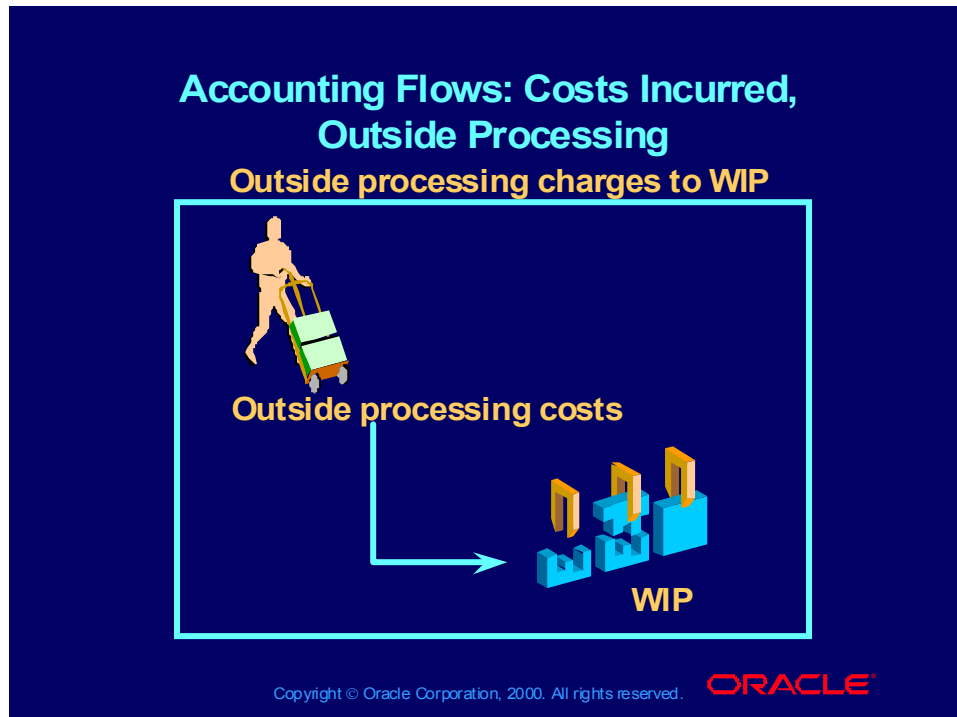 Accounting Flows: Costs Incurred,
Outside Processing
Outside processing charges to WIP
Outside processing costs
WIP
Copyright © Oracle Corporation, 2000. All rights reserved.
ORACLE®